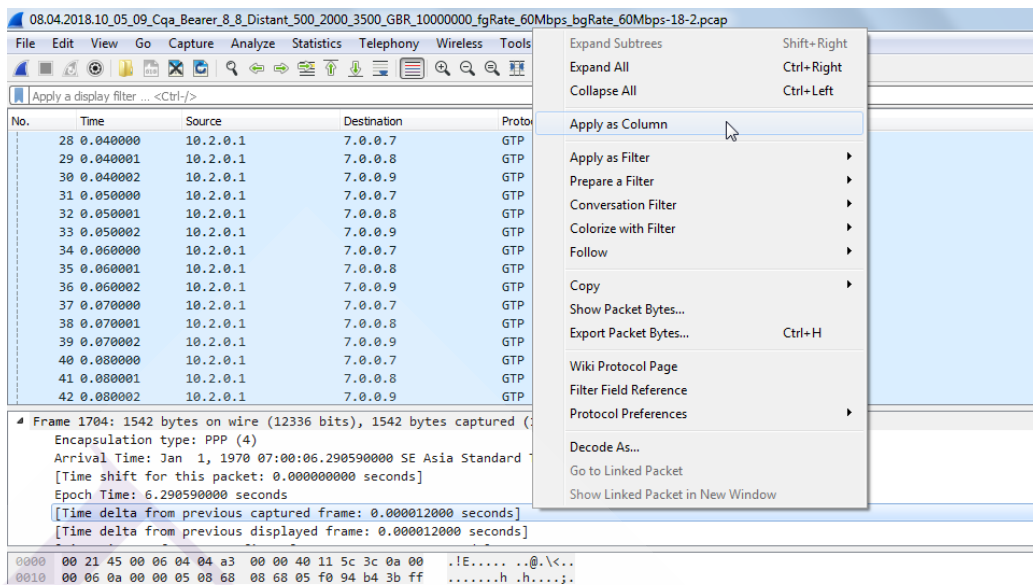 08.04.2018.10_05_09_Cqa_Bearer_8_8_Distant_500_2000_3500_GBR_10000000_fgRate_60Mbps_bgRate_60Mbps-18-2.pcap
File Edit View Go Capture Analyze Statistics Telephony Wireless Tools
Apply a display filter ... <Ctrl-/>
No. Time Source Destination Protoc
28 0.040000 10.2.0.1 7.0.0.7 GTP
29 0.040001 10.2.0.1 7.0.0.8 GTP
30 0.040002 10.2.0.1 7.0.0.9 GTP
31 0.050000 10.2.0.1 7.0.0.7 GTP
32 0.050001 10.2.0.1 7.0.0.8 GTP
33 0.050002 10.2.0.1 7.0.0.9 GTP
34 0.060000 10.2.0.1 7.0.0.7 GTP
35 0.060001 10.2.0.1 7.0.0.8 GTP
36 0.060002 10.2.0.1 7.0.0.9 GTP
37 0.070000 10.2.0.1 7.0.0.7 GTP
38 0.070001 10.2.0.1 7.0.0.8 GTP
39 0.070002 10.2.0.1 7.0.0.9 GTP
40 0.080000 10.2.0.1 7.0.0.7 GTP
41 0.080001 10.2.0.1 7.0.0.8 GTP
42 0.080002 10.2.0.1 7.0.0.9 GTP
Expand Subtrees Shift+Right
Expand All Ctrl+Right
Collapse All Ctrl+Left
Apply as Column
Apply as Filter
Prepare a Filter
Conversation Filter
Colorize with Filter
Follow
Copy
Show Packet Bytes...
Export Packet Bytes... Ctrl+H
Wiki Protocol Page
Filter Field Reference
Protocol Preferences
Decode As...
Go to Linked Packet
Show Linked Packet in New Window
Frame 1704: 1542 bytes on wire (12336 bits), 1542 bytes captured (
Encapsulation type: PPP (4)
Arrival Time: Jan 1, 1970 07:00:06.290590000 SE Asia Standard T
[Time shift for this packet: 0.000000000 seconds]
Epoch Time: 6.290590000 seconds
[Time delta from previous captured frame: 0.000012000 seconds]
[Time delta from previous displayed frame: 0.000012000 seconds]
0000 00 21 45 00 06 04 04 a3 00 00 40 11 5c 3c 0a 00 .!E..... ..@.\<..
0010 00 06 0a 00 00 05 08 68 08 68 05 f0 94 b4 3b ff .......h .h....;.